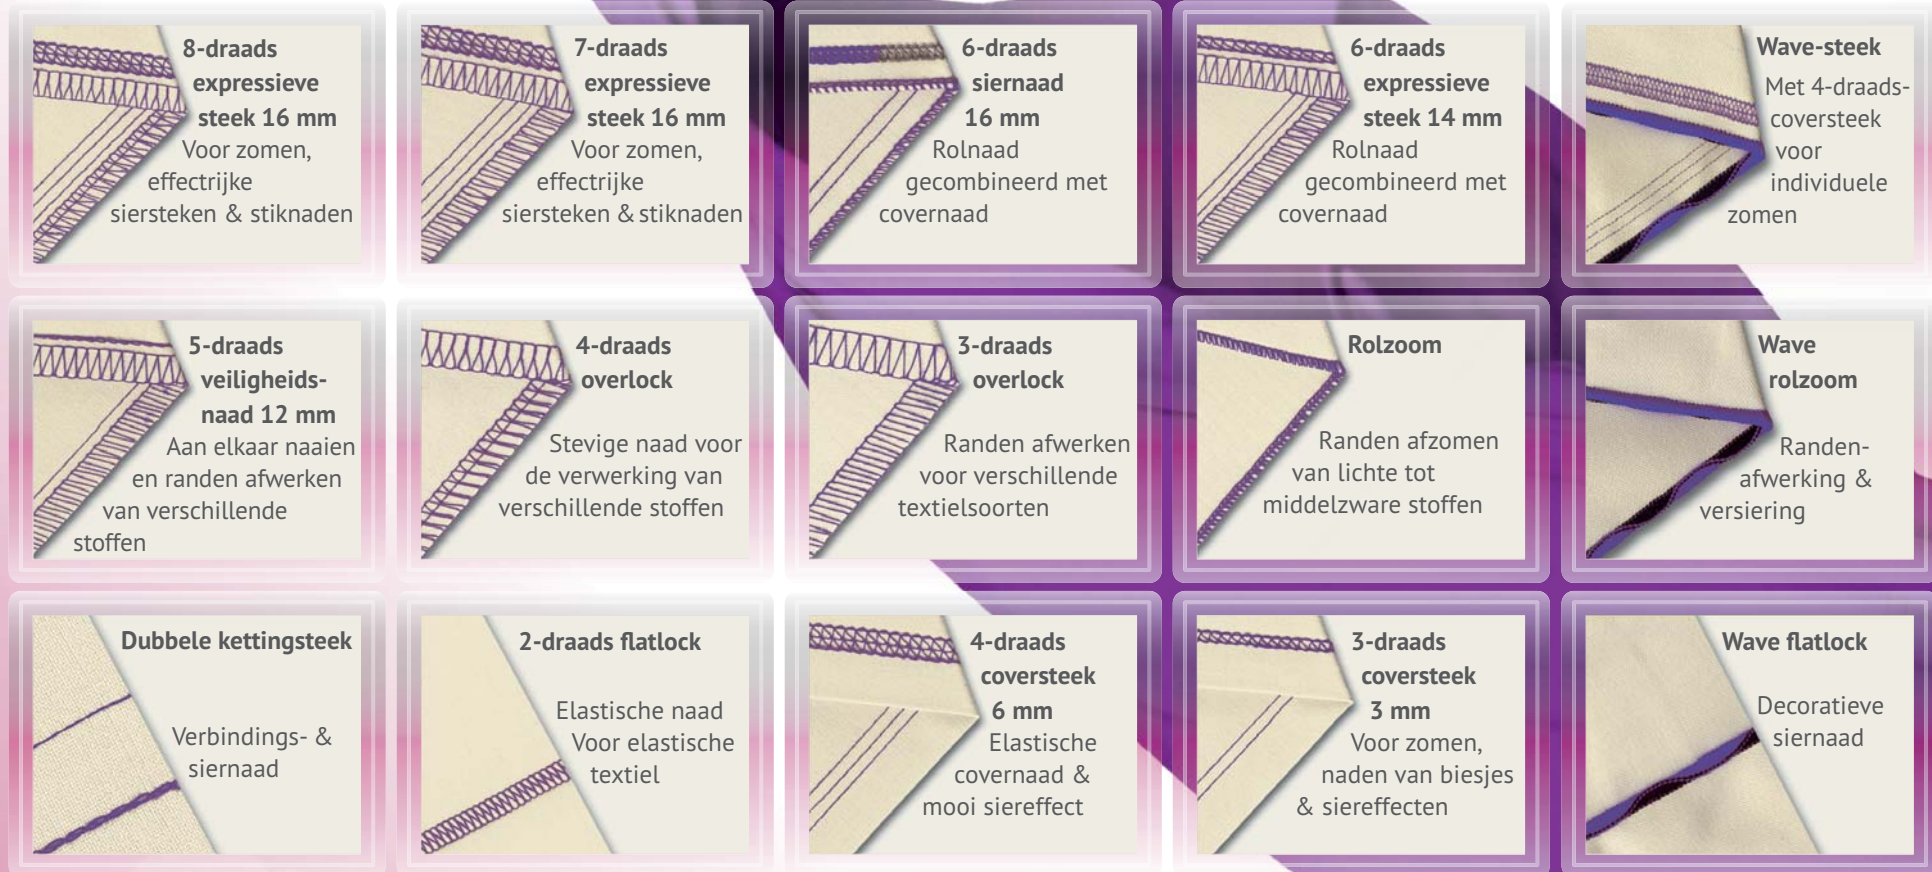 8-draads
expressieve
steek 16 mm
Voor zomen,
effectrijke
siersteken & stiknaden
7-draads
expressieve
steek 16 mm
Voor zomen,
effectrijke
siersteken & stiknaden
6-draads
siernaad
16 mm
Rolnaad
gecombineerd met
covernaad
6-draads
expressieve
steek 14 mm
Rolnaad
gecombineerd met
covernaad
Wave-steek
Met 4-draads-
coversteek
voor
individuele
zomen
5-draads
veiligheids-
naad 12 mm
Aan elkaar naaien
en randen afwerken
van verschillende
stoffen
4-draads
overlock
Stevige naad voor
de verwerking van
verschillende stoffen
3-draads
overlock
Randen afwerken
voor verschillende
textielsoorten
Rolzoom
Randen afzomen
van lichte tot
middelzware stoffen
Wave
rolzoom
Randen-
afwerking &
versiering
Dubbele kettingsteek
Verbindings- &
siernaad
2-draads flatlock
Elastische naad
Voor elastische
textiel
4-draads
coversteek
6 mm
Elastische
covernaad &
mooi siereffect
3-draads
coversteek
3 mm
Voor zomen,
naden van biesjes
& siereffecten
Wave flatlock
Decoratieve
siernaad